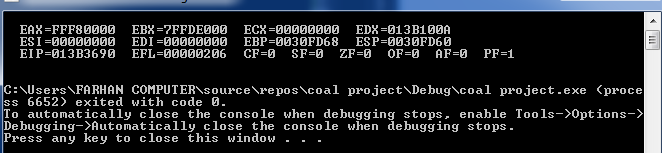 EAX=FFF80000 EBX=7FFDE000 ECX=00000000 EDX=013B100A
ESI=00000000 EDI=00000000 EBP=0030FD68 ESP=0030FD60
EIP=013B3690 EFL=00000206 CF=0 SF=0 ZF=0 OF=0 AF=0 PF=1
C:\Users\FARHAN COMPUTER\source\repos\coal project\Debug\coal project.exe (proce
ss 6652) exited with code 0.
To automatically close the console when debugging stops, enable Tools->Options->
Debugging->Automatically close the console when debugging stops.
Press any key to close this window . . .